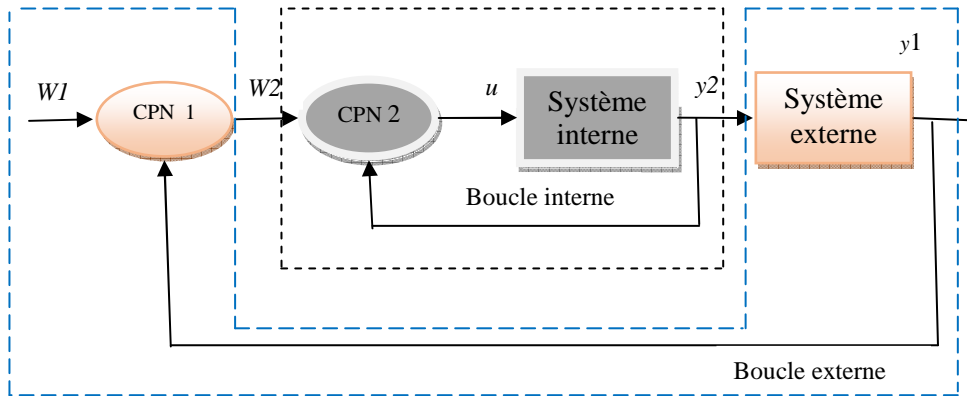 y1
W1
CPN 1
W2
CPN 2
u
Système
interne
y2
Système
externe
Boucle interne
Boucle externe